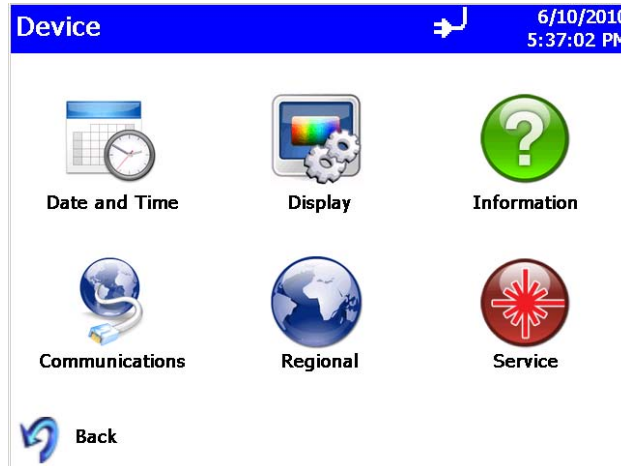 Device
6/10/2010
5:37:02 PM
Date and Time
Display
Information
Communications
Regional
Service
Back